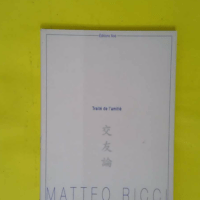 Traité de l'amitié
交
友
論
MATTEO RICCI